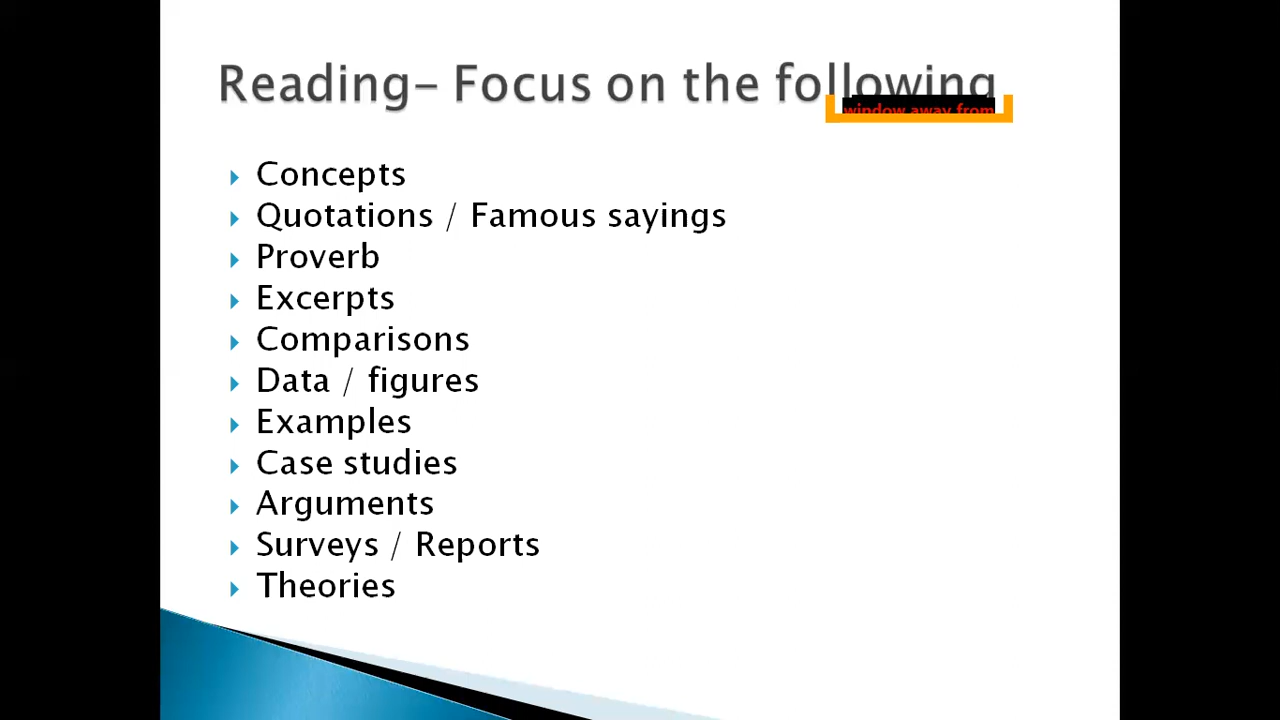 Reading- Focus on the following
window away from
Concepts
Quotations / Famous sayings
Proverb
Excerpts
Comparisons
Data / figures
Examples
Case studies
Arguments
Surveys / Reports
Theories